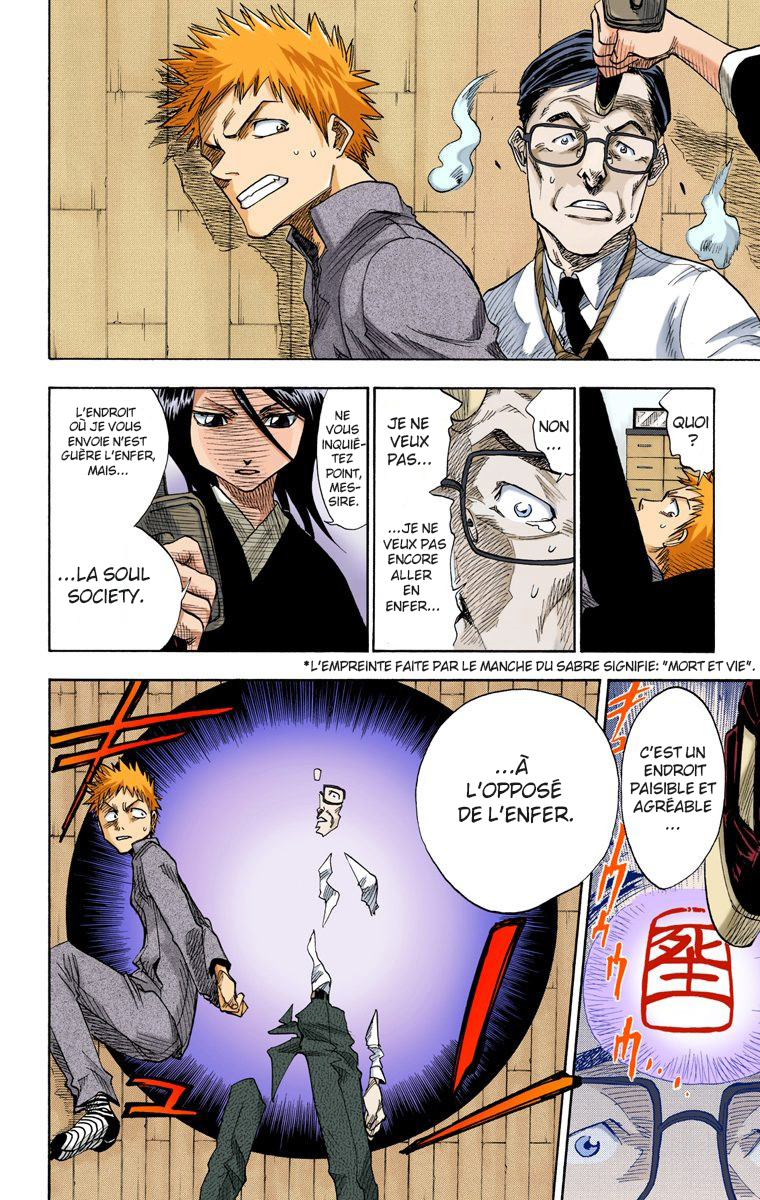 QUOI
?
NON
...
JE NE
VEUX
PAS...
...JE NE
VEUX PAS
ENCORE
ALLER
EN
ENFER...
NE
VOUS
INQUIÉ-
TEZ
POINT,
MES-
SIRE.
L'ENDROIT
OÙ JE VOUS
ENVOIE N'EST
GUÈRE L'ENFER,
MAIS...
...LA SOUL
SOCIETY.
*L'EMPREINTE FAITE PAR LE MANCHE DU SABRE SIGNIFIE: "MORT ET VIE".
C'EST UN
ENDROIT
PAISIBLE ET
AGRÉABLE
...
...À
L'OPPOSÉ
DE L'ENFER.